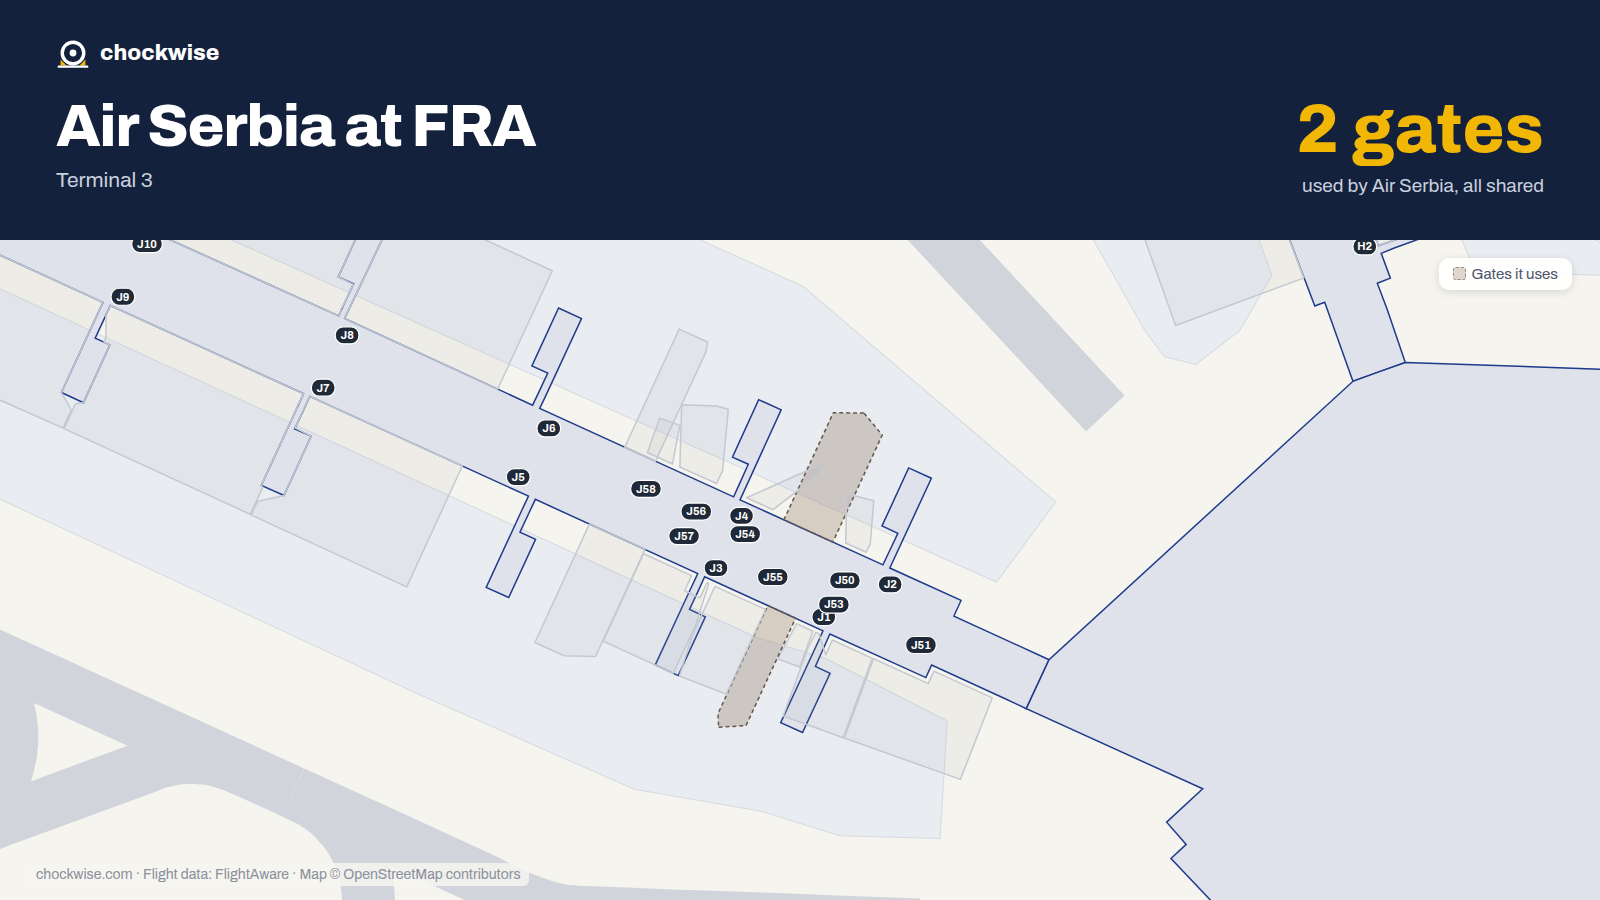 chockwise
Air Serbia at FRA
Terminal 3
2 gates
used by Air Serbia, all shared
J10
H2
Gates it uses
J9
J8
J7
J6
J5
J58
J56
J4
J57
J54
J3
J55
J50
J2
J53
J1
J51
chockwise.com · Flight data: FlightAware · Map © OpenStreetMap contributors